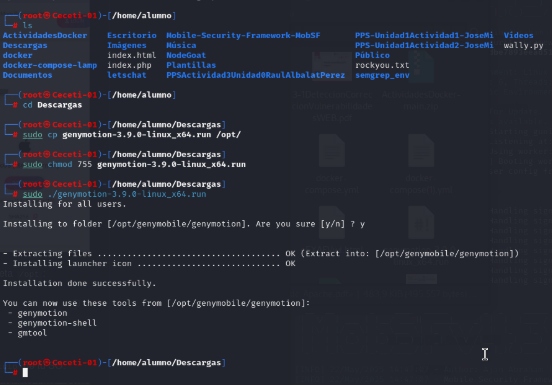 ┌──(root㉿Ceceti-01)-[/home/alumno]
└─# ls
ActividadesDocker Escritorio Mobile-Security-Framework-MobSF PPS-Unidad1Actividad1-JoseMi Vídeos
Descargas Imágenes Música PPS-Unidad1Actividad2-JoseMi wally.py
docker index.html NodeGoat Público
docker-compose-lamp index.php Plantillas rockyou.txt
Documentos letschat PPSActividad3Unidad0RaulAlbalatPerez semgrep_env
┌──(root㉿Ceceti-01)-[/home/alumno]
└─# cd Descargas
┌──(root㉿Ceceti-01)-[/home/alumno/Descargas]
└─# sudo cp genymotion-3.9.0-linux_x64.run /opt/
┌──(root㉿Ceceti-01)-[/home/alumno/Descargas]
└─# sudo chmod 755 genymotion-3.9.0-linux_x64.run
┌──(root㉿Ceceti-01)-[/home/alumno/Descargas]
└─# sudo ./genymotion-3.9.0-linux_x64.run
Installing for all users.
Installing to folder [/opt/genymobile/genymotion]. Are you sure [y/n] ? y
- Extracting files ..................................... OK (Extract into: [/opt/genymobile/genymotion])
- Installing launcher icon ............................. OK
Installation done successfully.
You can now use these tools from [/opt/genymobile/genymotion]:
- genymotion
- genymotion-shell
- gmtool
┌──(root㉿Ceceti-01)-[/home/alumno/Descargas]
└─#